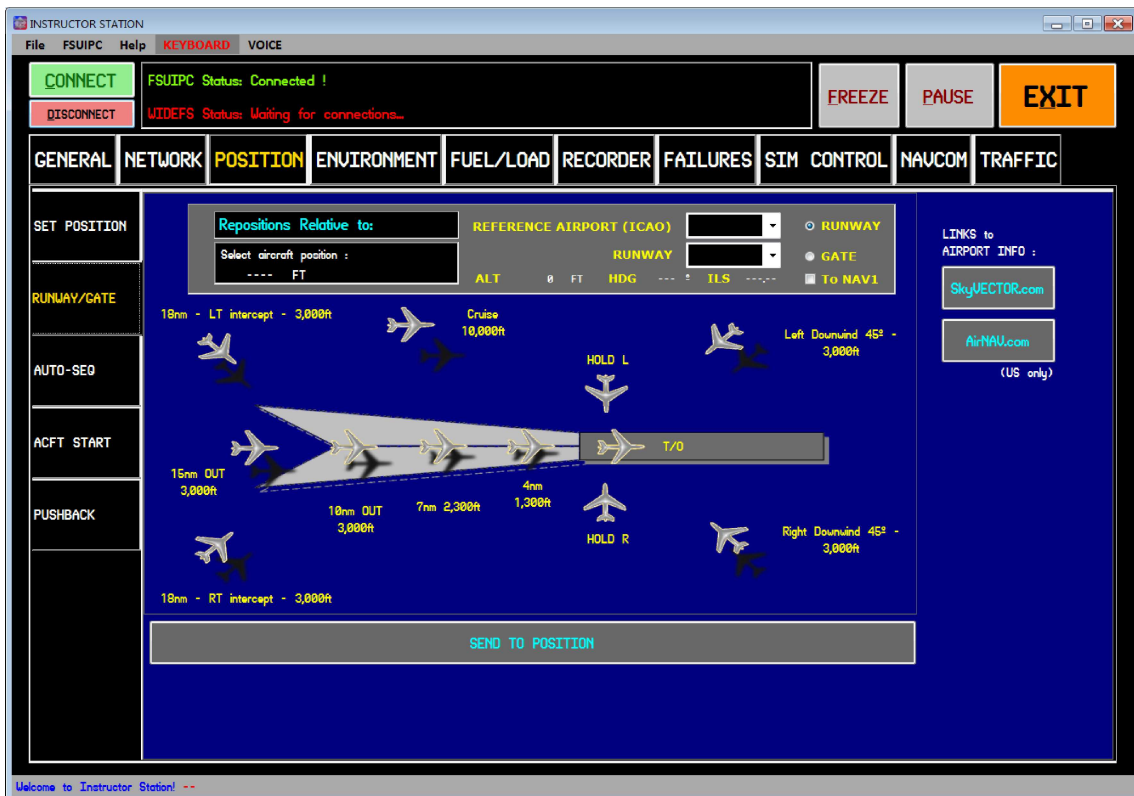 INSTRUCTOR STATION
File FSUIPC Help KEYBOARD VOICE
CONNECT
DISCONNECT
FSUIPC Status: Connected !
WIDEFS Status: Waiting for connections…
FREEZE
PAUSE
EXIT
GENERAL NETWORK POSITION ENVIRONMENT FUEL/LOAD RECORDER FAILURES SIM CONTROL NAVCOM TRAFFIC
SET POSITION
RUNWAY/GATE
AUTO-SEQ
ACFT START
PUSHBACK
Repositions Relative to:
Select aircraft position :
---- FT
REFERENCE AIRPORT (ICAO)
RUNWAY
ALT 0 FT HDG --- º ILS ---.--
RUNWAY
GATE
To NAV1
LINKS to
AIRPORT INFO :
SkyVECTOR.com
AirNAV.com
(US only)
18nm - LT intercept - 3,000ft
Cruise
10,000ft
Left Downwind 45º -
3,000ft
HOLD L
T/O
15nm OUT
3,000ft
10nm OUT
3,000ft
7nm 2,300ft
4nm
1,300ft
HOLD R
Right Downwind 45º -
3,000ft
18nm - RT intercept - 3,000ft
SEND TO POSITION
Welcome to Instructor Station! --